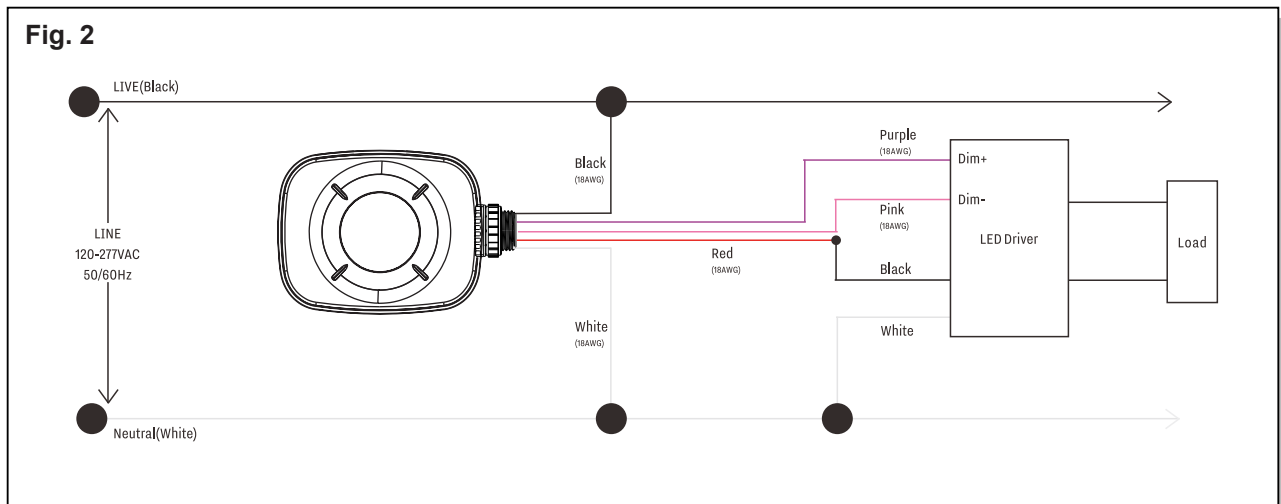 Fig. 2
LIVE(Black)
Black
(18AWG)
Purple
(18AWG)
Dim+
Dim-
Pink
(18AWG)
LINE
120-277VAC
50/60Hz
LED Driver
Load
Red
(18AWG)
Black
White
(18AWG)
White
Neutral(White)